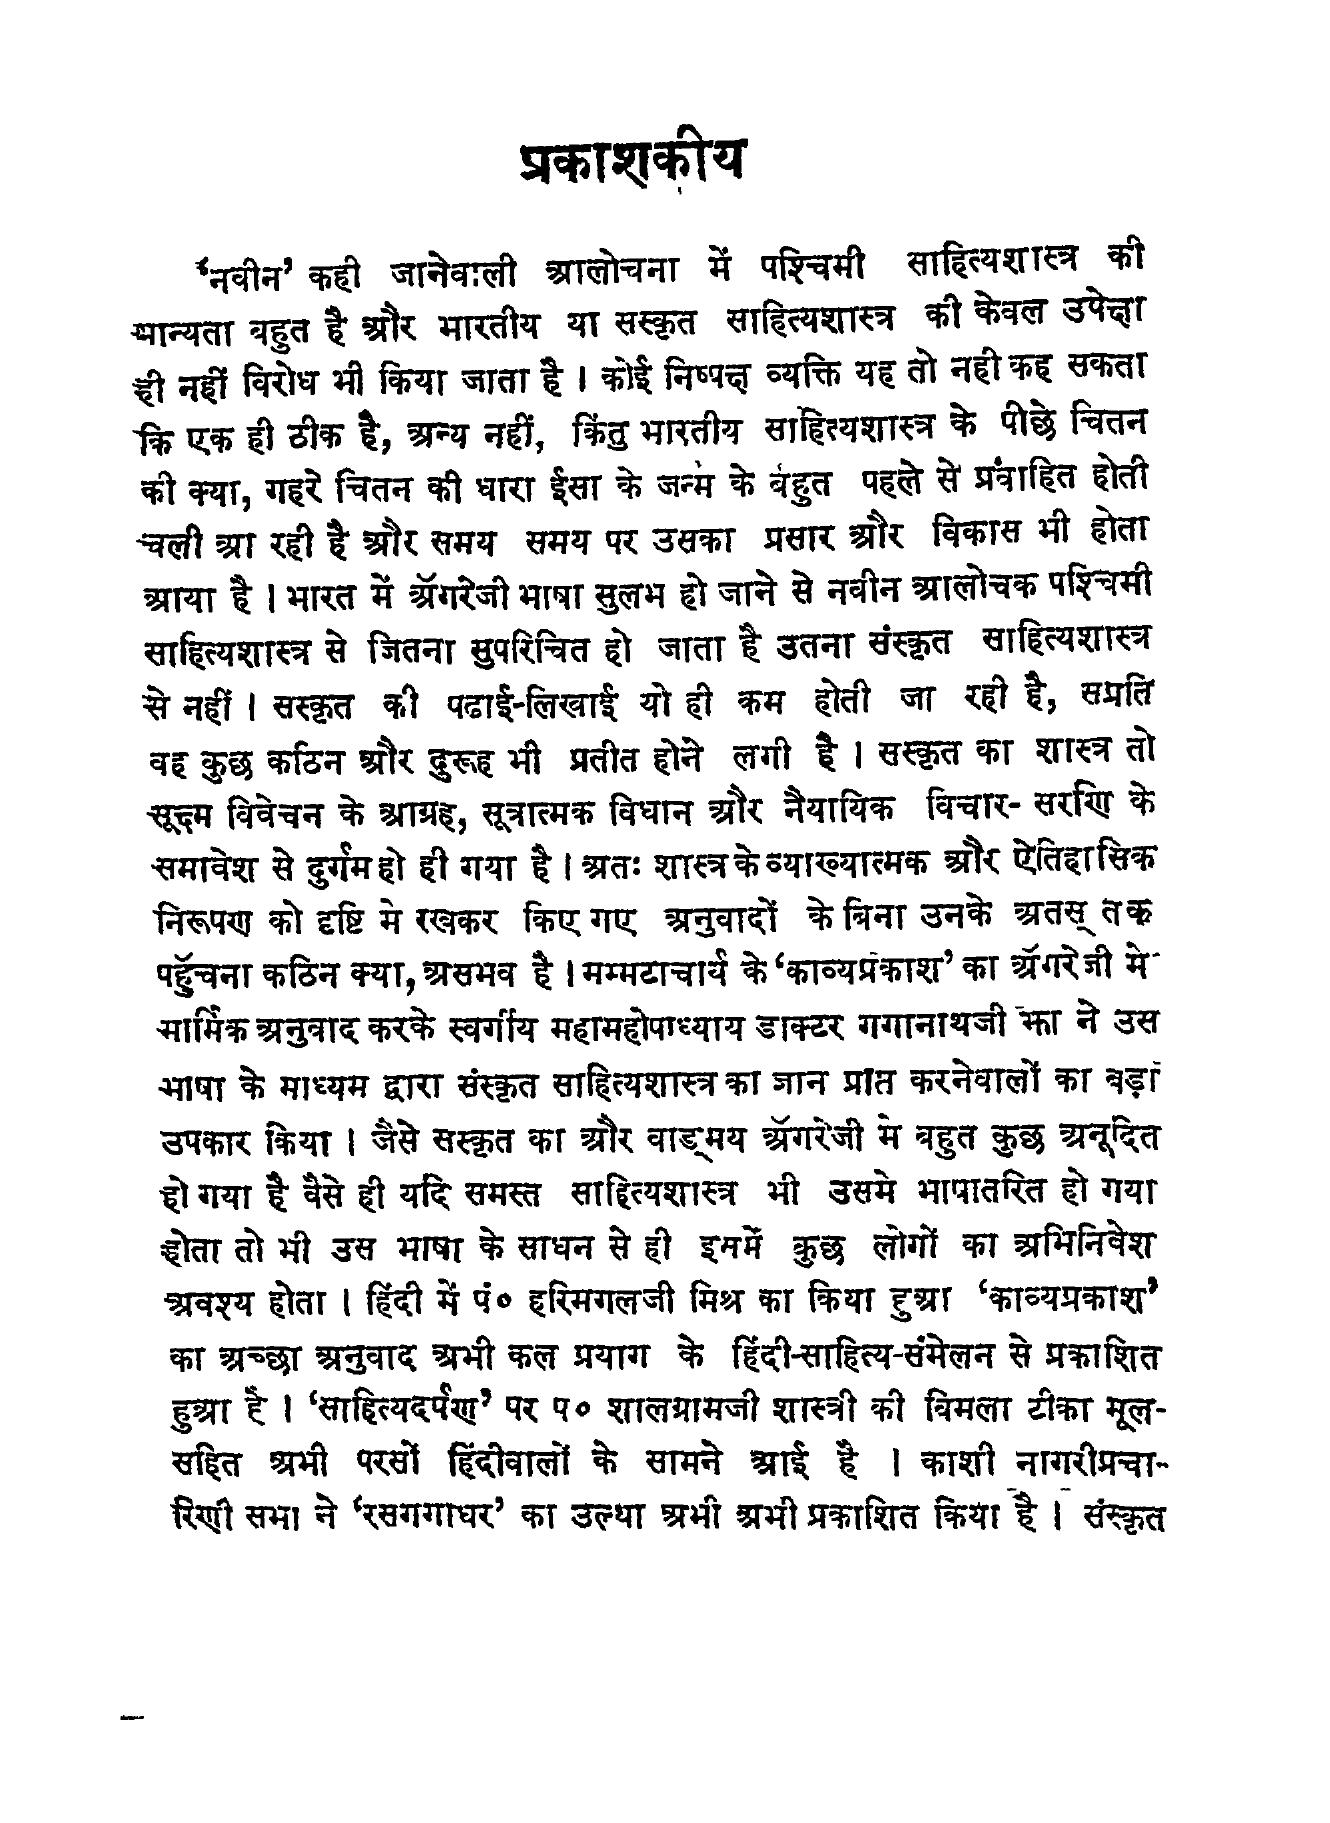 प्रकाशकीय
‘नवीन’ कही जानेवाली आलोचना में पश्चिमी साहित्यशास्त्र की
मान्यता बहुत है और भारतीय या सस्कृत साहित्यशास्त्र की केवल उपेक्षा
ही नहीं विरोध भी किया जाता है । कोई निष्पक्ष व्यक्ति यह तो नही कह सकता
कि एक ही ठीक है, अन्य नहीं, किंतु भारतीय साहित्यशास्त्र के पीछे चितन
की क्या, गहरे चितन की धारा ईसा के जन्म के बहुत पहले से प्रवाहित होती
चली आ रही है और समय समय पर उसका प्रसार और विकास भी होता
आया है । भारत में अँगरेजी भाषा सुलभ हो जाने से नवीन आलोचक पश्चिमी
साहित्यशास्त्र से जितना सुपरिचित हो जाता है उतना संस्कृत साहित्यशास्त्र
से नहीं । सस्कृत की पढाई-लिखाई यो ही कम होती जा रही है, सप्रति
वह कुछ कठिन और दुरूह भी प्रतीत होने लगी है । सस्कृत का शास्त्र तो
सूक्ष्म विवेचन के आग्रह, सूत्रात्मक विधान और नैयायिक विचार- सरणि के
समावेश से दुर्गम हो ही गया है । अतः शास्त्र के व्याख्यात्मक और ऐतिहासिक
निरूपण को दृष्टि मे रखकर किए गए अनुवादों के बिना उनके अतस् तक
पहुँचना कठिन क्या, असभव है । मम्मटाचार्य के ‘काव्यप्रकाश’ का अँगरेजी मे
मार्मिक अनुवाद करके स्वर्गीय महामहोपाध्याय डाक्टर गगानाथजी झा ने उस
भाषा के माध्यम द्वारा संस्कृत साहित्यशास्त्र का ज्ञान प्राप्त करनेवालों का बड़ा
उपकार किया । जैसे सस्कृत का और वाङ्मय अँगरेजी मे बहुत कुछ अनूदित
हो गया है वैसे ही यदि समस्त साहित्यशास्त्र भी उसमे भाषातरित हो गया
होता तो भी उस भाषा के साधन से ही इसमें कुछ लोगों का अभिनिवेश
अवश्य होता । हिंदी में पं० हरिमगलजी मिश्र का किया हुआ ‘काव्यप्रकाश’
का अच्छा अनुवाद अभी कल प्रयाग के हिंदी-साहित्य-संमेलन से प्रकाशित
हुआ है । ‘साहित्यदर्पण’ पर प० शालग्रामजी शास्त्री की विमला टीका मूल-
सहित अभी परसों हिंदीवालों के सामने आई है । काशी नागरीप्रचा-
रिणी सभा ने ‘रसगगाधर’ का उल्था अभी अभी प्रकाशित किया है । संस्कृत